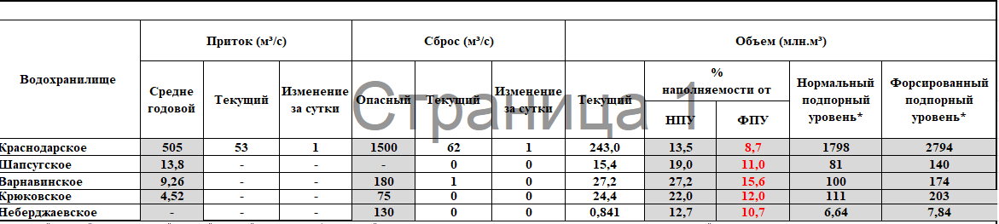 Водохранилище Приток (м³/с) Сброс (м³/с) Объем (млн.м³)
Средне годовой Текущий Изменение за сутки Опасный Текущий Изменение за сутки Текущий % наполняемости от Нормальный подпорный уровень* Форсированный подпорный уровень*
НПУ ФПУ
Страница 1
Краснодарское 505 53 1 1500 62 1 243,0 13,5 8,7 1798 2794
Шапсугское 13,8 - - - 0 0 15,4 19,0 11,0 81 140
Варнавинское 9,26 - - 180 1 0 27,2 27,2 15,6 100 174
Крюковское 4,52 - - 75 0 0 24,4 22,0 12,0 111 203
Неберджаевское - - - 130 0 0 0,841 12,7 10,7 6,64 7,84